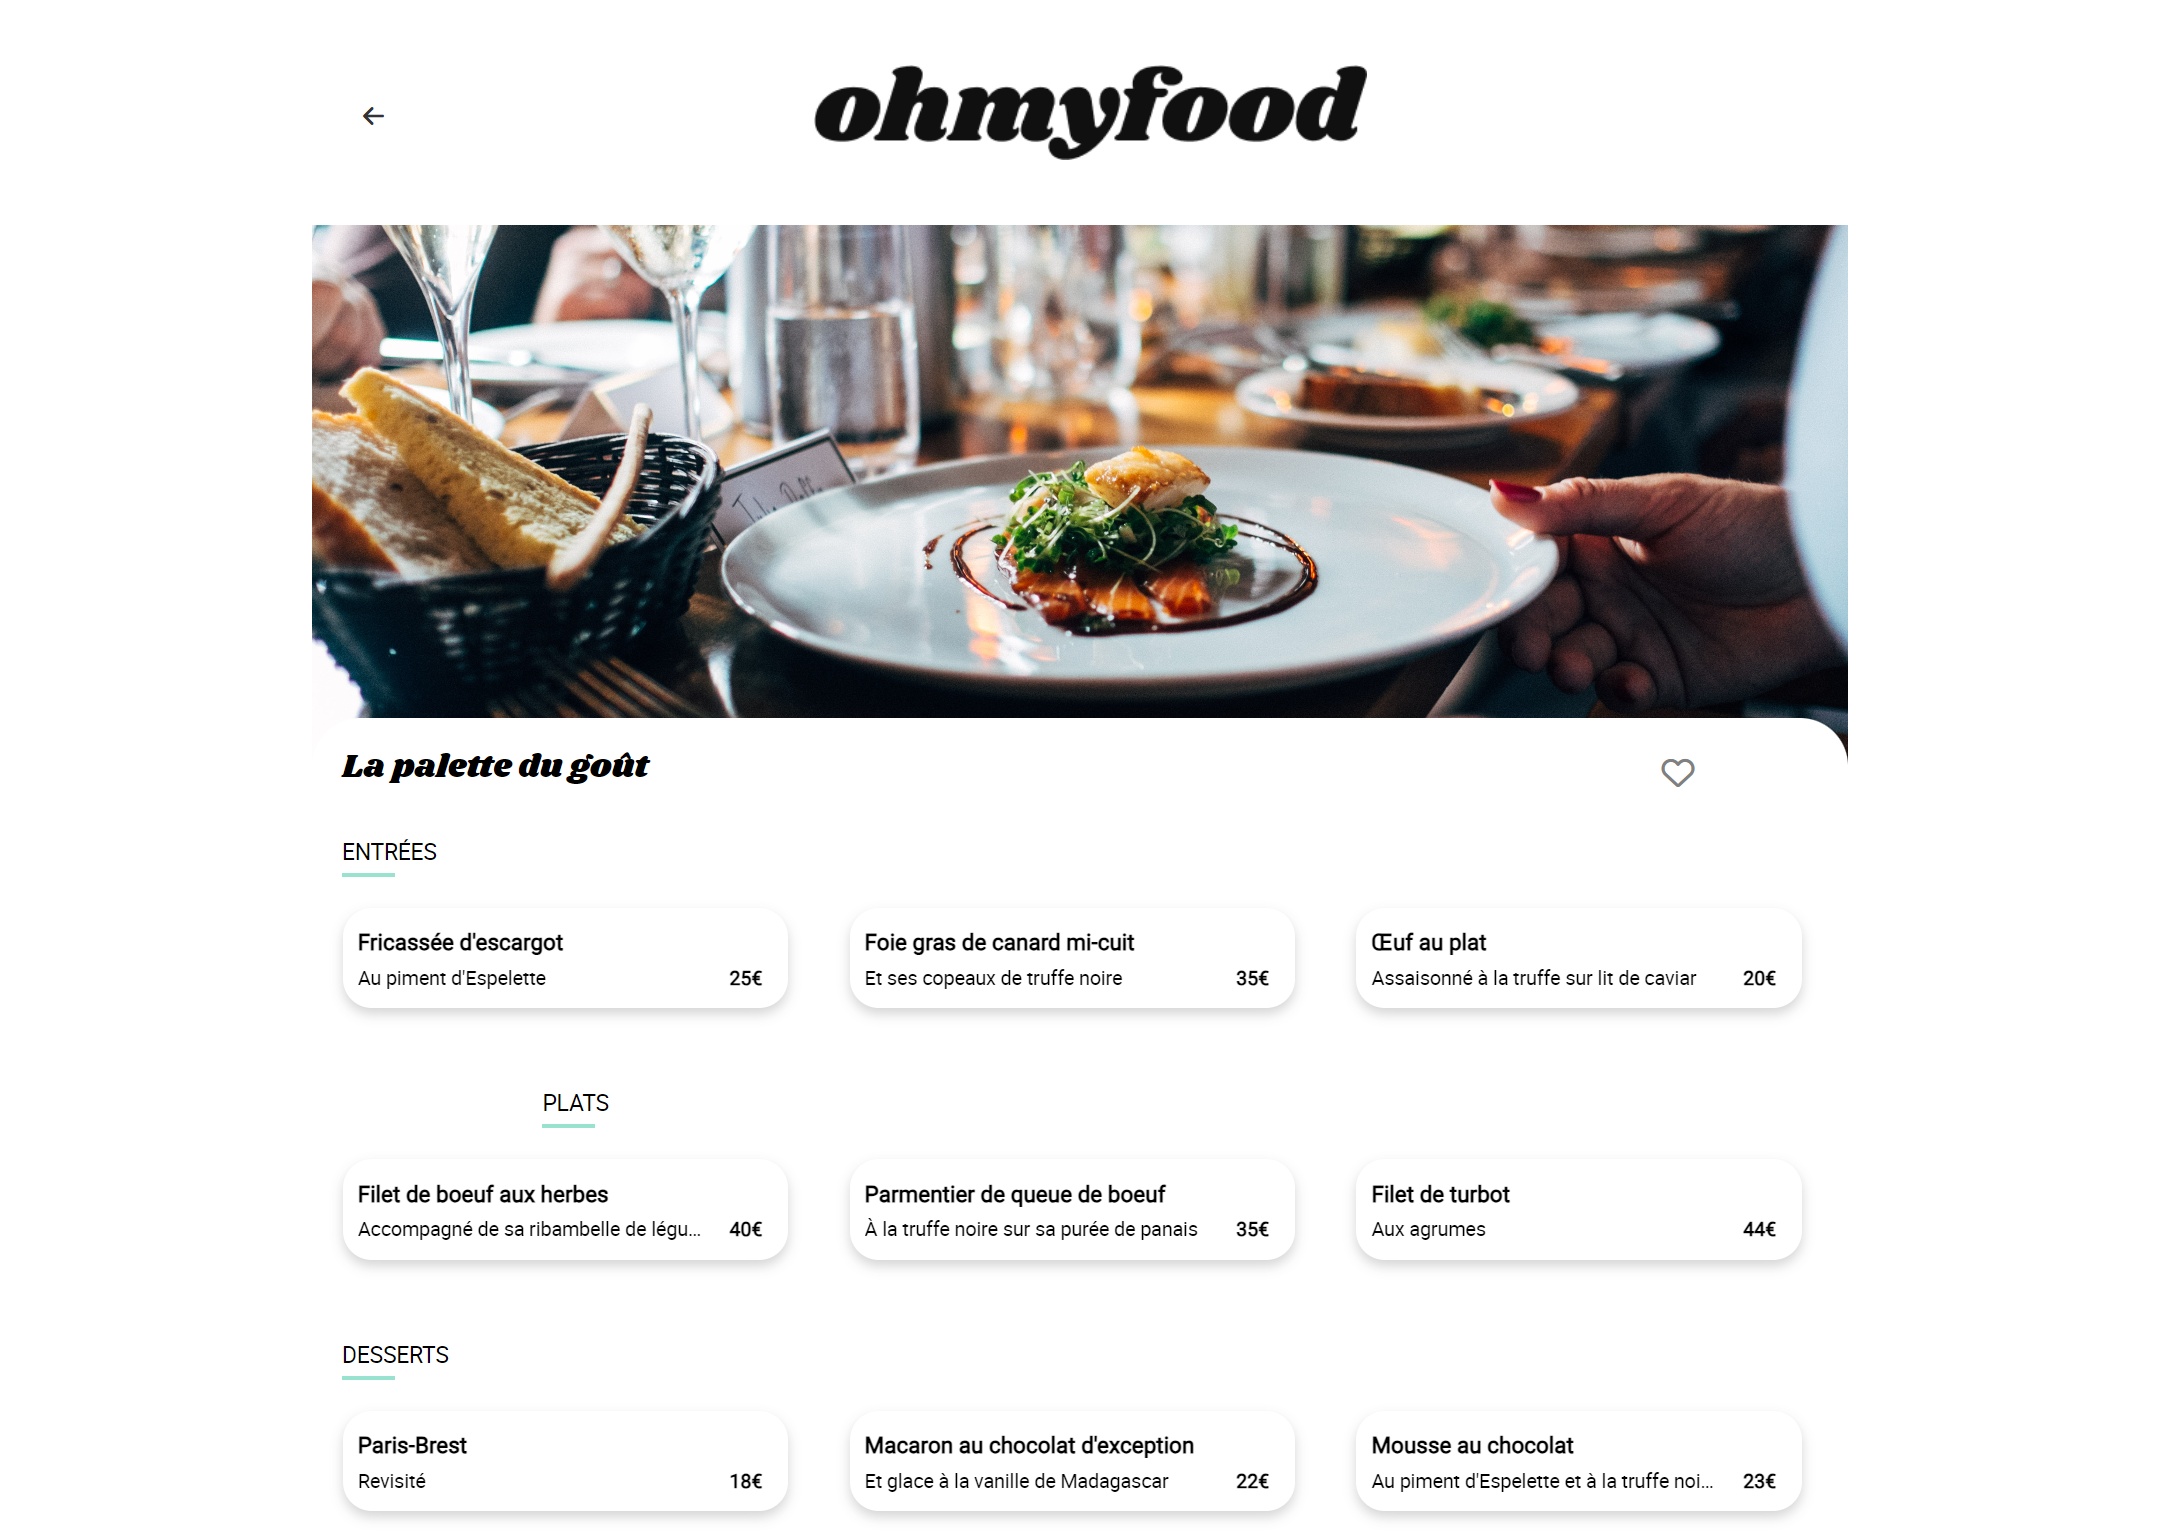 ohmyfood
La palette du goût
ENTRÉES
Fricassée d'escargot
Au piment d'Espelette 25€
Foie gras de canard mi-cuit
Et ses copeaux de truffe noire 35€
Œuf au plat
Assaisonné à la truffe sur lit de caviar 20€
PLATS
Filet de boeuf aux herbes
Accompagné de sa ribambelle de légu... 40€
Parmentier de queue de boeuf
À la truffe noire sur sa purée de panais 35€
Filet de turbot
Aux agrumes 44€
DESSERTS
Paris-Brest
Revisité 18€
Macaron au chocolat d'exception
Et glace à la vanille de Madagascar 22€
Mousse au chocolat
Au piment d'Espelette et à la truffe noi... 23€